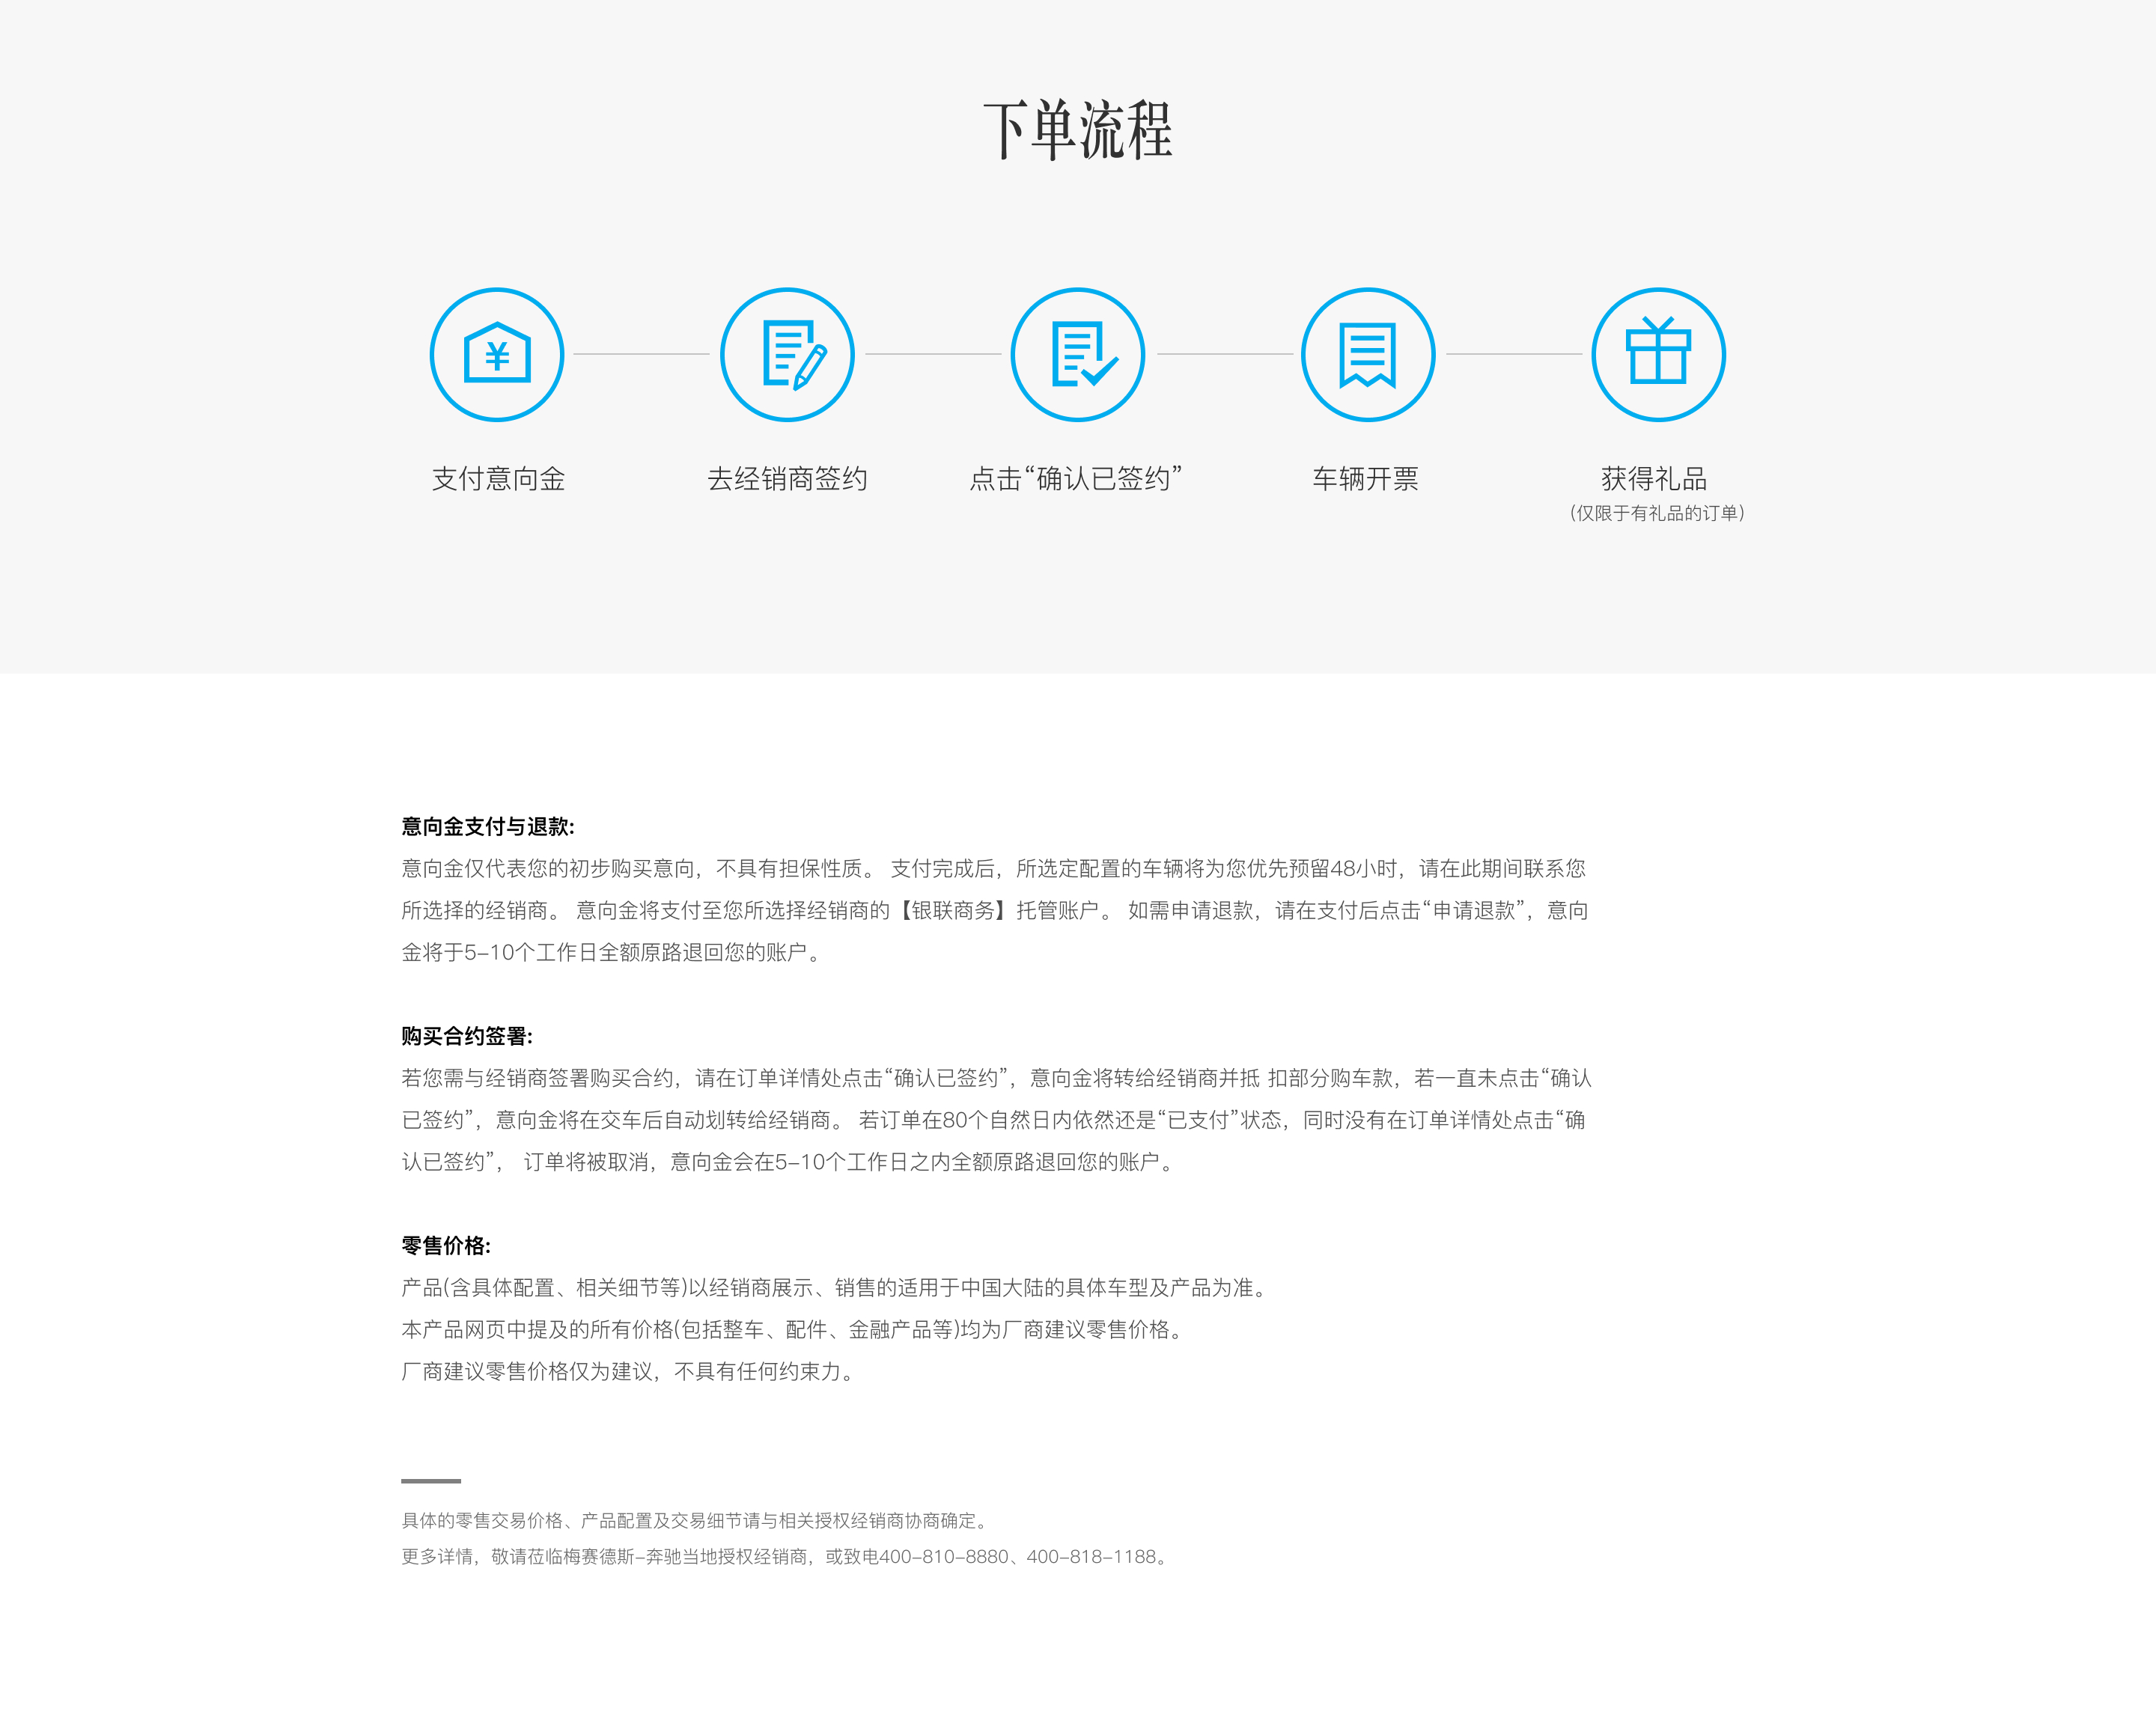 下单流程
支付意向金
去经销商签约
点击“确认已签约”
车辆开票
获得礼品
(仅限于有礼品的订单)
意向金支付与退款:
意向金仅代表您的初步购买意向，不具有担保性质。 支付完成后，所选定配置的车辆将为您优先预留48小时，请在此期间联系您
所选择的经销商。 意向金将支付至您所选择经销商的【银联商务】托管账户。 如需申请退款，请在支付后点击“申请退款”，意向
金将于5-10个工作日全额原路退回您的账户。
购买合约签署:
若您需与经销商签署购买合约，请在订单详情处点击“确认已签约”，意向金将转给经销商并抵 扣部分购车款，若一直未点击“确认
已签约”，意向金将在交车后自动划转给经销商。 若订单在80个自然日内依然还是“已支付”状态，同时没有在订单详情处点击“确
认已签约”， 订单将被取消，意向金会在5-10个工作日之内全额原路退回您的账户。
零售价格:
产品(含具体配置、相关细节等)以经销商展示、销售的适用于中国大陆的具体车型及产品为准。
本产品网页中提及的所有价格(包括整车、配件、金融产品等)均为厂商建议零售价格。
厂商建议零售价格仅为建议，不具有任何约束力。
具体的零售交易价格、产品配置及交易细节请与相关授权经销商协商确定。
更多详情，敬请莅临梅赛德斯-奔驰当地授权经销商，或致电400-810-8880、400-818-1188。